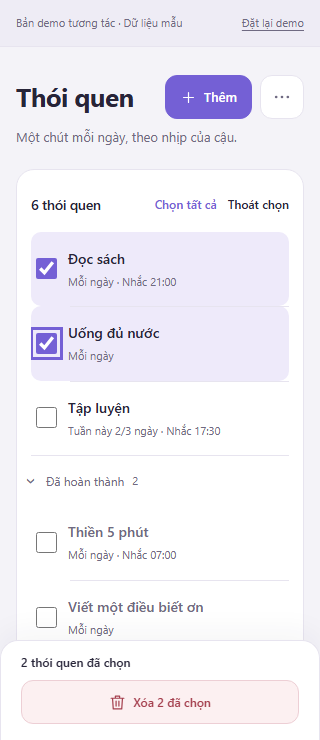 Bản demo tương tác · Dữ liệu mẫu
Đặt lại demo
Thói quen
Thêm
Một chút mỗi ngày, theo nhịp của cậu.
6 thói quen
Chọn tất cả
Thoát chọn
Đọc sách
Mỗi ngày · Nhắc 21:00
Uống đủ nước
Mỗi ngày
Tập luyện
Tuần này 2/3 ngày · Nhắc 17:30
Đã hoàn thành 2
Thiền 5 phút
Mỗi ngày · Nhắc 07:00
Viết một điều biết ơn
Mỗi ngày
2 thói quen đã chọn
Xóa 2 đã chọn